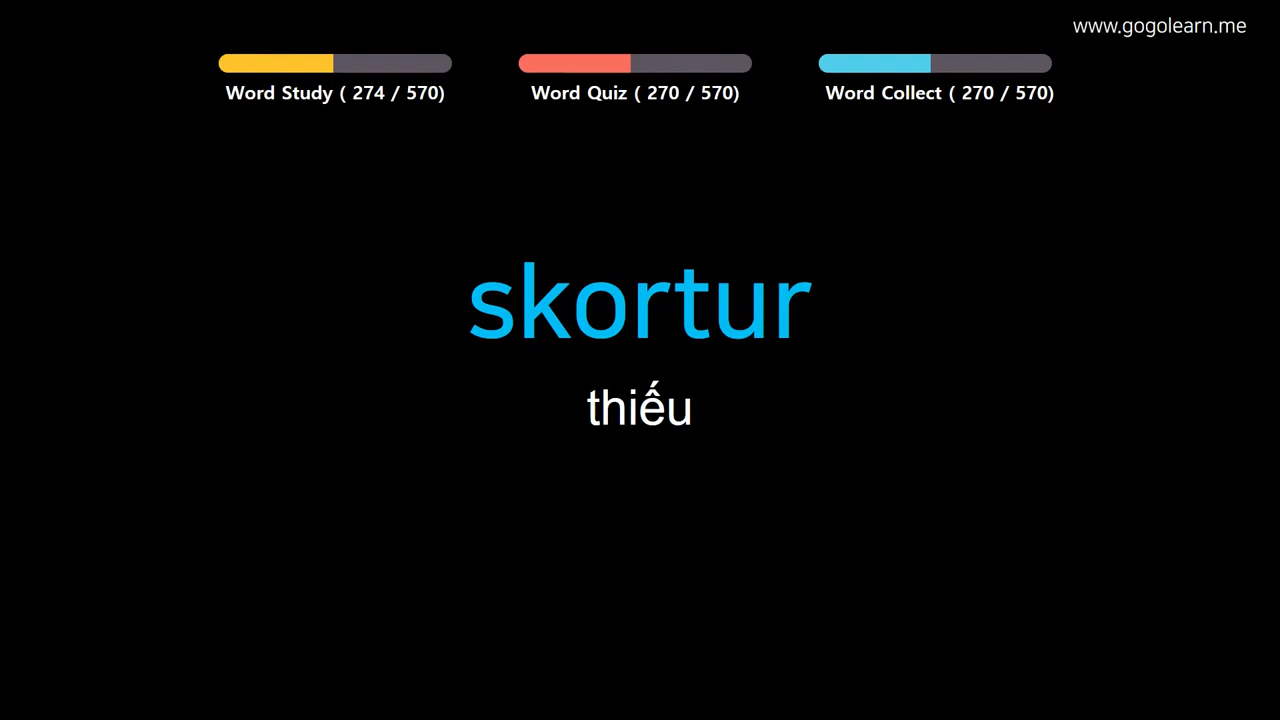 www.gogolearn.me
Word Study ( 274 / 570)
Word Quiz ( 270 / 570)
Word Collect ( 270 / 570)
skortur
thiếu